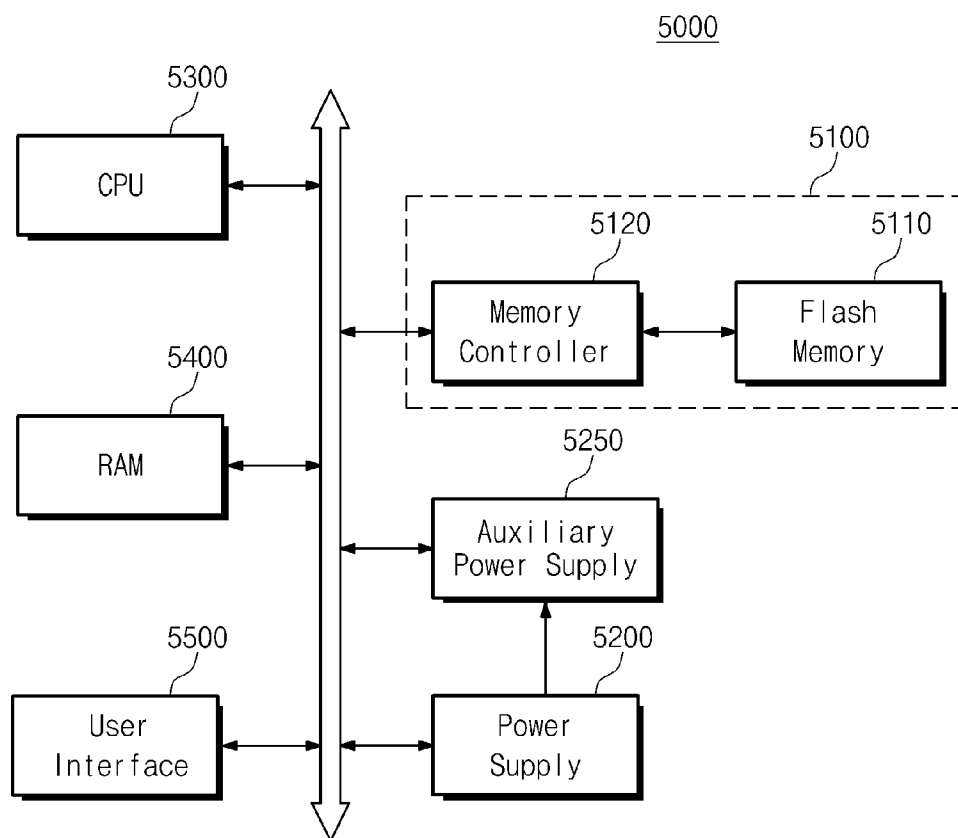 5000
5300
CPU
5100
5120
Memory
Controller
5110
Flash
Memory
5400
RAM
5250
Auxiliary
Power Supply
5500
User
Interface
5200
Power
Supply